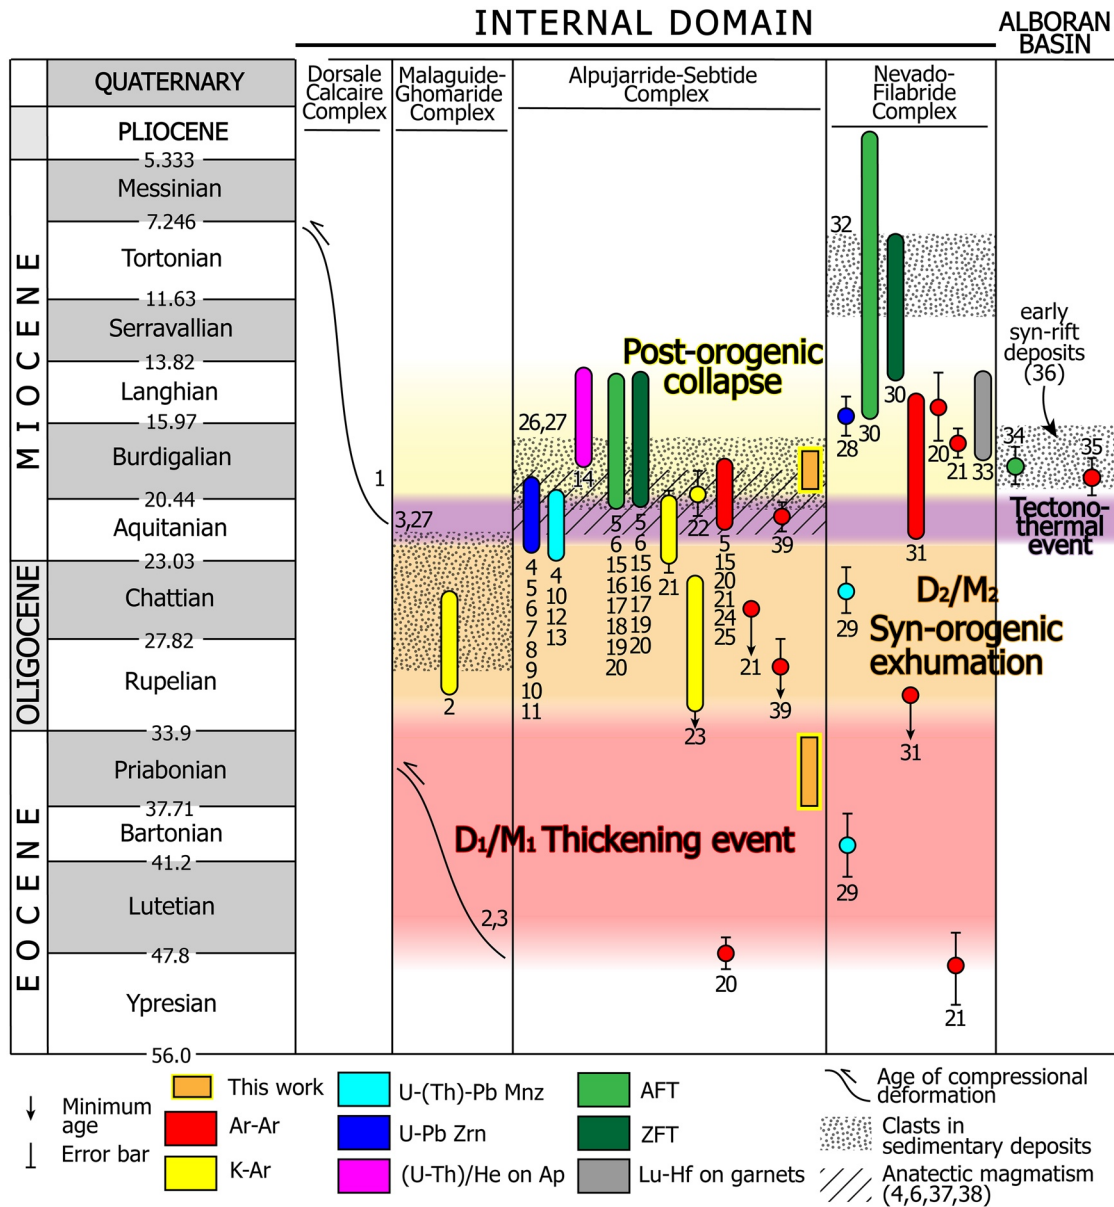 INTERNAL DOMAIN
ALBORAN
BASIN
QUATERNARY
Dorsale
Calcaire
Complex
Malaguide-
Ghomaride
Complex
Alpujarride-Sebtide
Complex
Nevado-
Filabride
Complex
PLIOCENE
5.333
MIOCENE
Messinian
7.246
Tortonian
11.63
Serravallian
13.82
Langhian
15.97
Burdigalian
20.44
Aquitanian
23.03
OLIGOCENE
Chattian
27.82
Rupelian
33.9
EOCENE
Priabonian
37.71
Bartonian
41.2
Lutetian
47.8
Ypresian
56.0
1
3,27
2
2,3
Post-orogenic
collapse
26,27
14
4
5
6
7
8
9
10
11
4
10
12
13
5
6
15
16
17
18
19
20
5
6
15
16
17
19
20
21
22
23
5
15
20
21
24
25
21
39
39
20
32
30
30
28
20
21
33
31
29
D2/M2
Syn-orogenic
exhumation
31
D1/M1 Thickening event
29
21
early
syn-rift
deposits
(36)
34
35
Tectono-
thermal
event
Minimum
age
Error bar
This work
Ar-Ar
K-Ar
U-(Th)-Pb Mnz
U-Pb Zrn
(U-Th)/He on Ap
AFT
ZFT
Lu-Hf on garnets
Age of compressional
deformation
Clasts in
sedimentary deposits
Anatectic magmatism
(4,6,37,38)